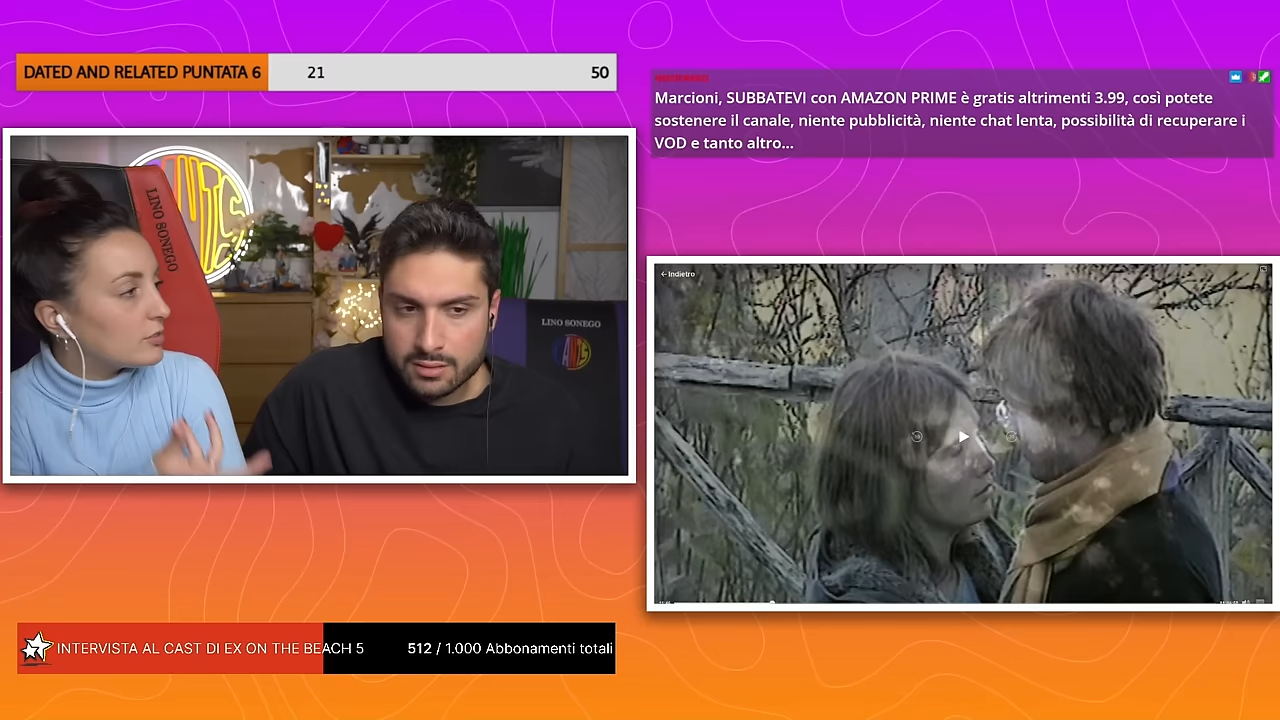 DATED AND RELATED PUNTATA 6 21 50
Marcioni, SUBBATEVI con AMAZON PRIME è gratis altrimenti 3.99, così potete
sostenere il canale, niente pubblicità, niente chat lenta, possibilità di recuperare i
VOD e tanto altro...
LINO SONEGO
LINO SONEGO
Indietro
INTERVISTA AL CAST DI EX ON THE BEACH 5 512 / 1.000 Abbonamenti totali